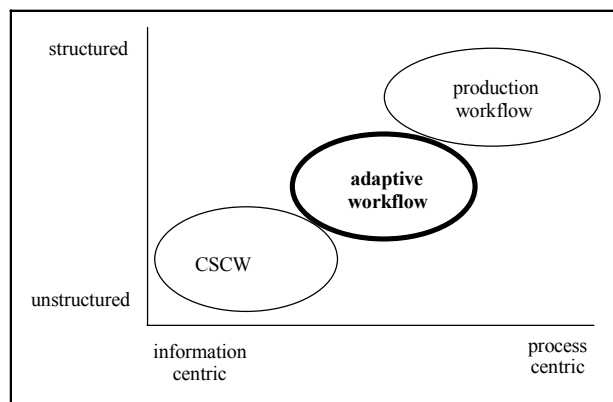 structured
production
workflow
adaptive
workflow
CSCW
unstructured
information
centric
process
centric